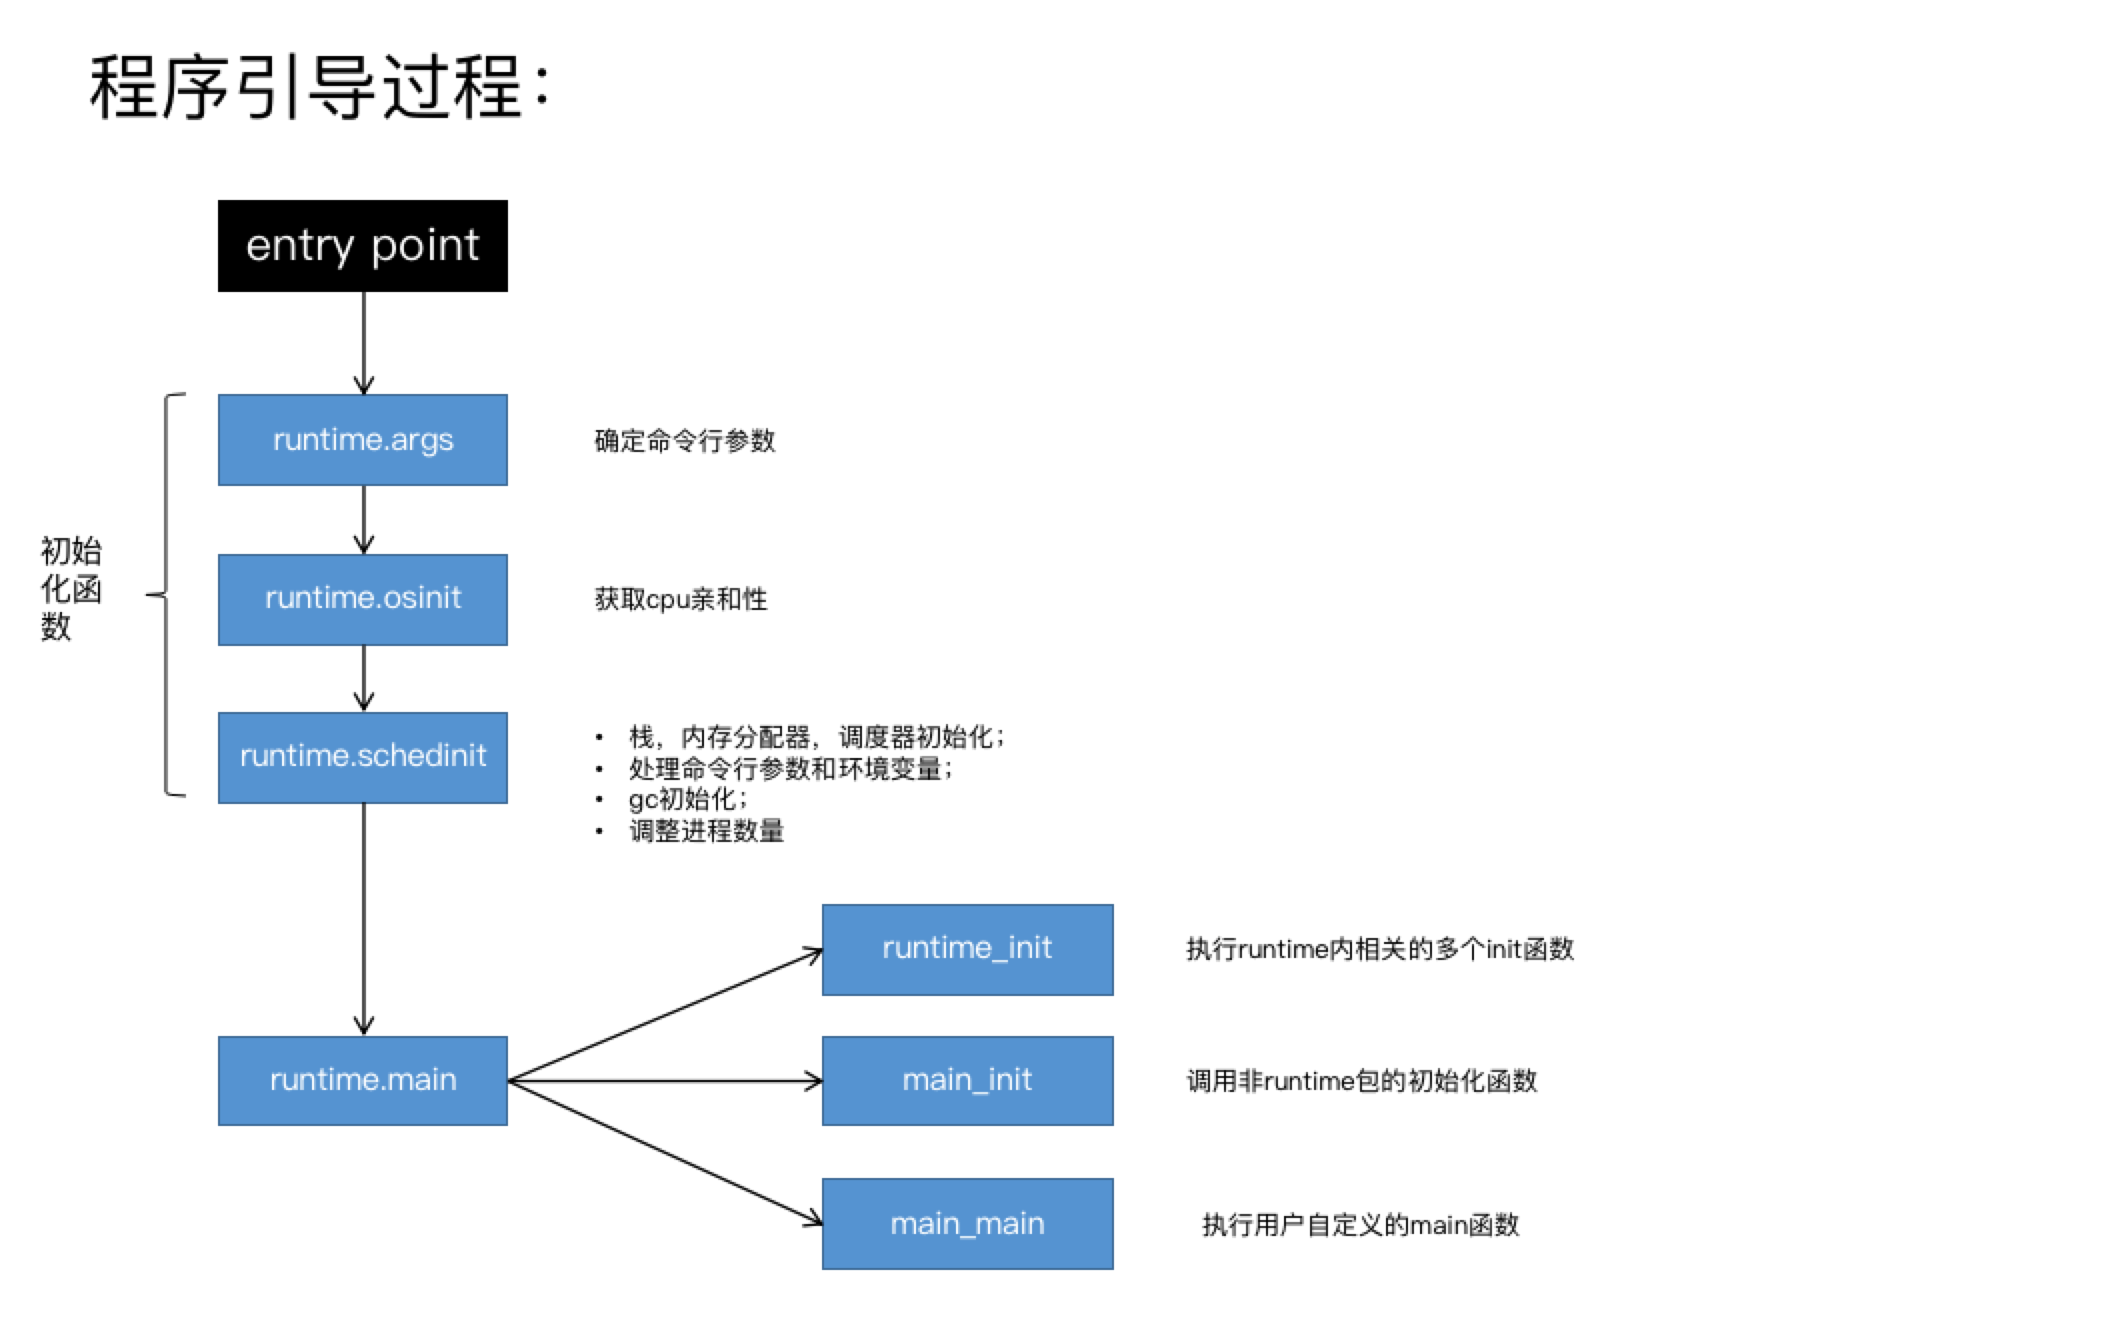 程序引导过程：
entry point
runtime.args
确定命令行参数
初始
化函
数
runtime.osinit
获取cpu亲和性
runtime.schedinit
• 栈，内存分配器，调度器初始化；
• 处理命令行参数和环境变量；
• gc初始化；
• 调整进程数量
runtime_init
执行runtime内相关的多个init函数
runtime.main
main_init
调用非runtime包的初始化函数
main_main
执行用户自定义的main函数